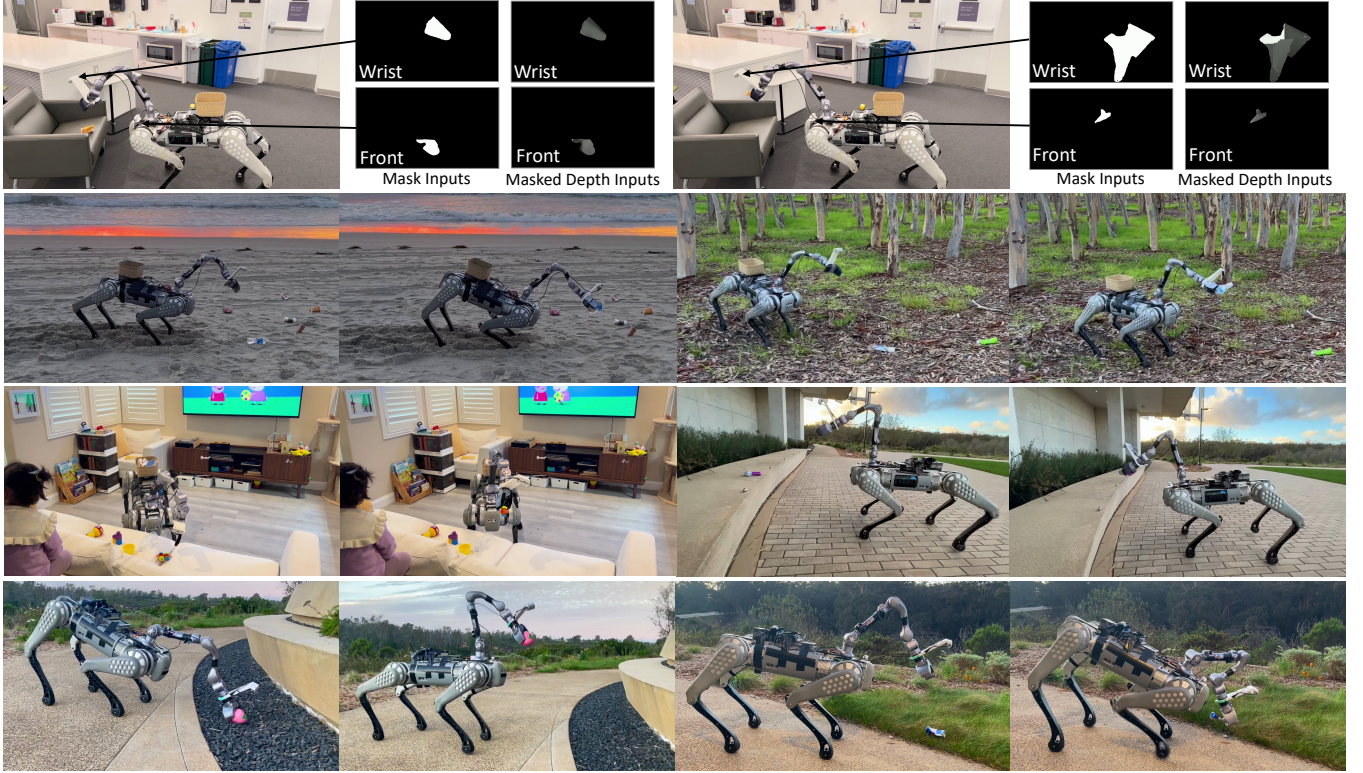 Wrist
Wrist
Front
Front
Mask Inputs
Masked Depth Inputs
Wrist
Wrist
Front
Front
Mask Inputs
Masked Depth Inputs